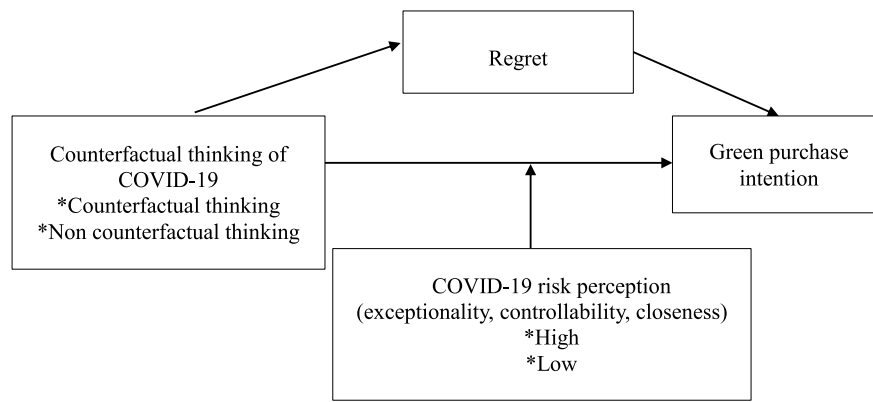 Regret
Counterfactual thinking of
COVID-19
*Counterfactual thinking
*Non counterfactual thinking
Green purchase
intention
COVID-19 risk perception
(exceptionality, controllability, closeness)
*High
*Low